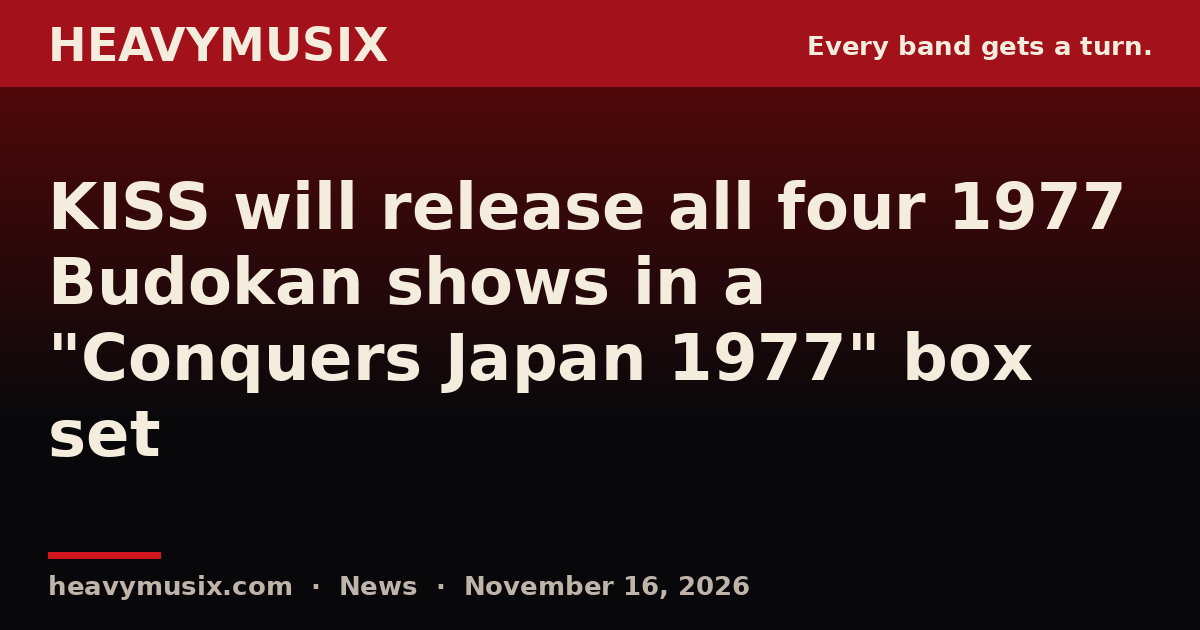 HEAVYMUSIX
Every band gets a turn.
KISS will release all four 1977
Budokan shows in a
"Conquers Japan 1977" box
set
heavymusix.com · News · November 16, 2026